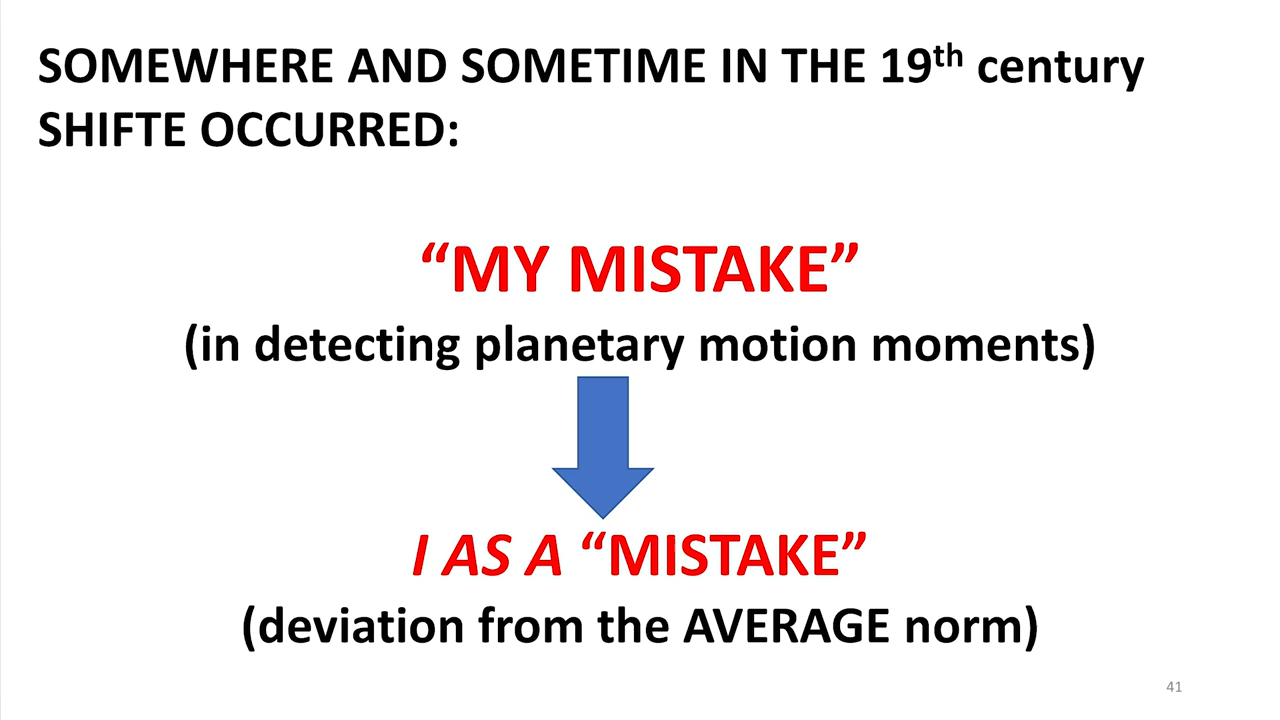 SOMEWHERE AND SOMETIME IN THE 19th century
SHIFTE OCCURRED:
“MY MISTAKE”
(in detecting planetary motion moments)
I AS A “MISTAKE”
(deviation from the AVERAGE norm)
41